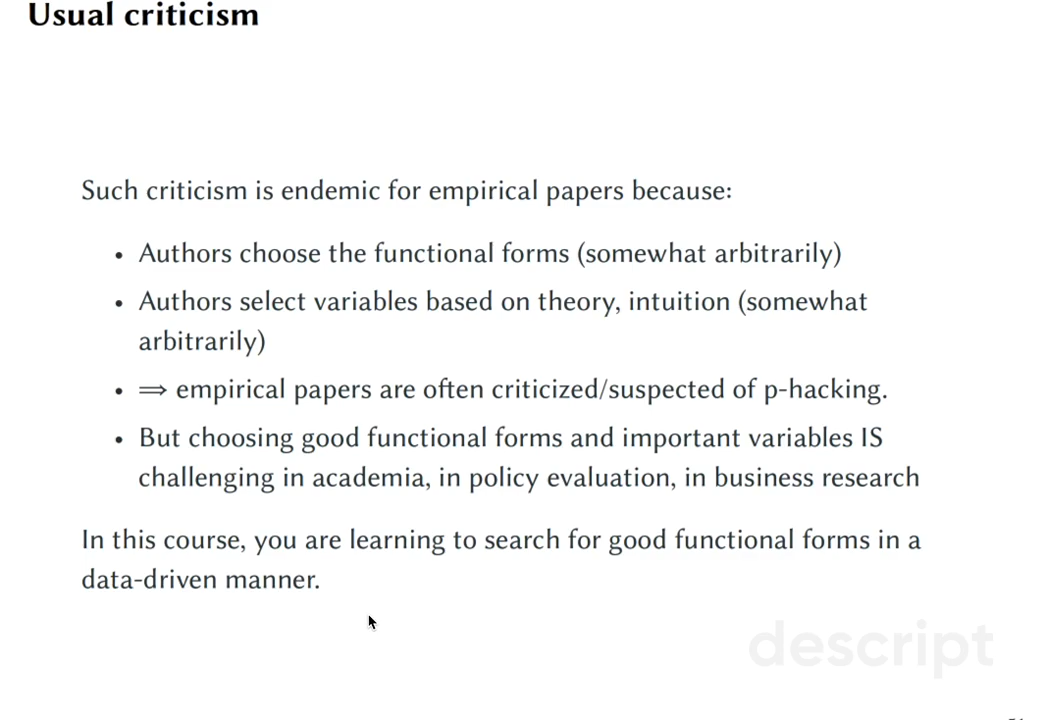 Usual criticism
Such criticism is endemic for empirical papers because:
• Authors choose the functional forms (somewhat arbitrarily)
• Authors select variables based on theory, intuition (somewhat
arbitrarily)
• ⟹ empirical papers are often criticized/suspected of p-hacking.
• But choosing good functional forms and important variables IS
challenging in academia, in policy evaluation, in business research
In this course, you are learning to search for good functional forms in a
data-driven manner.
descript